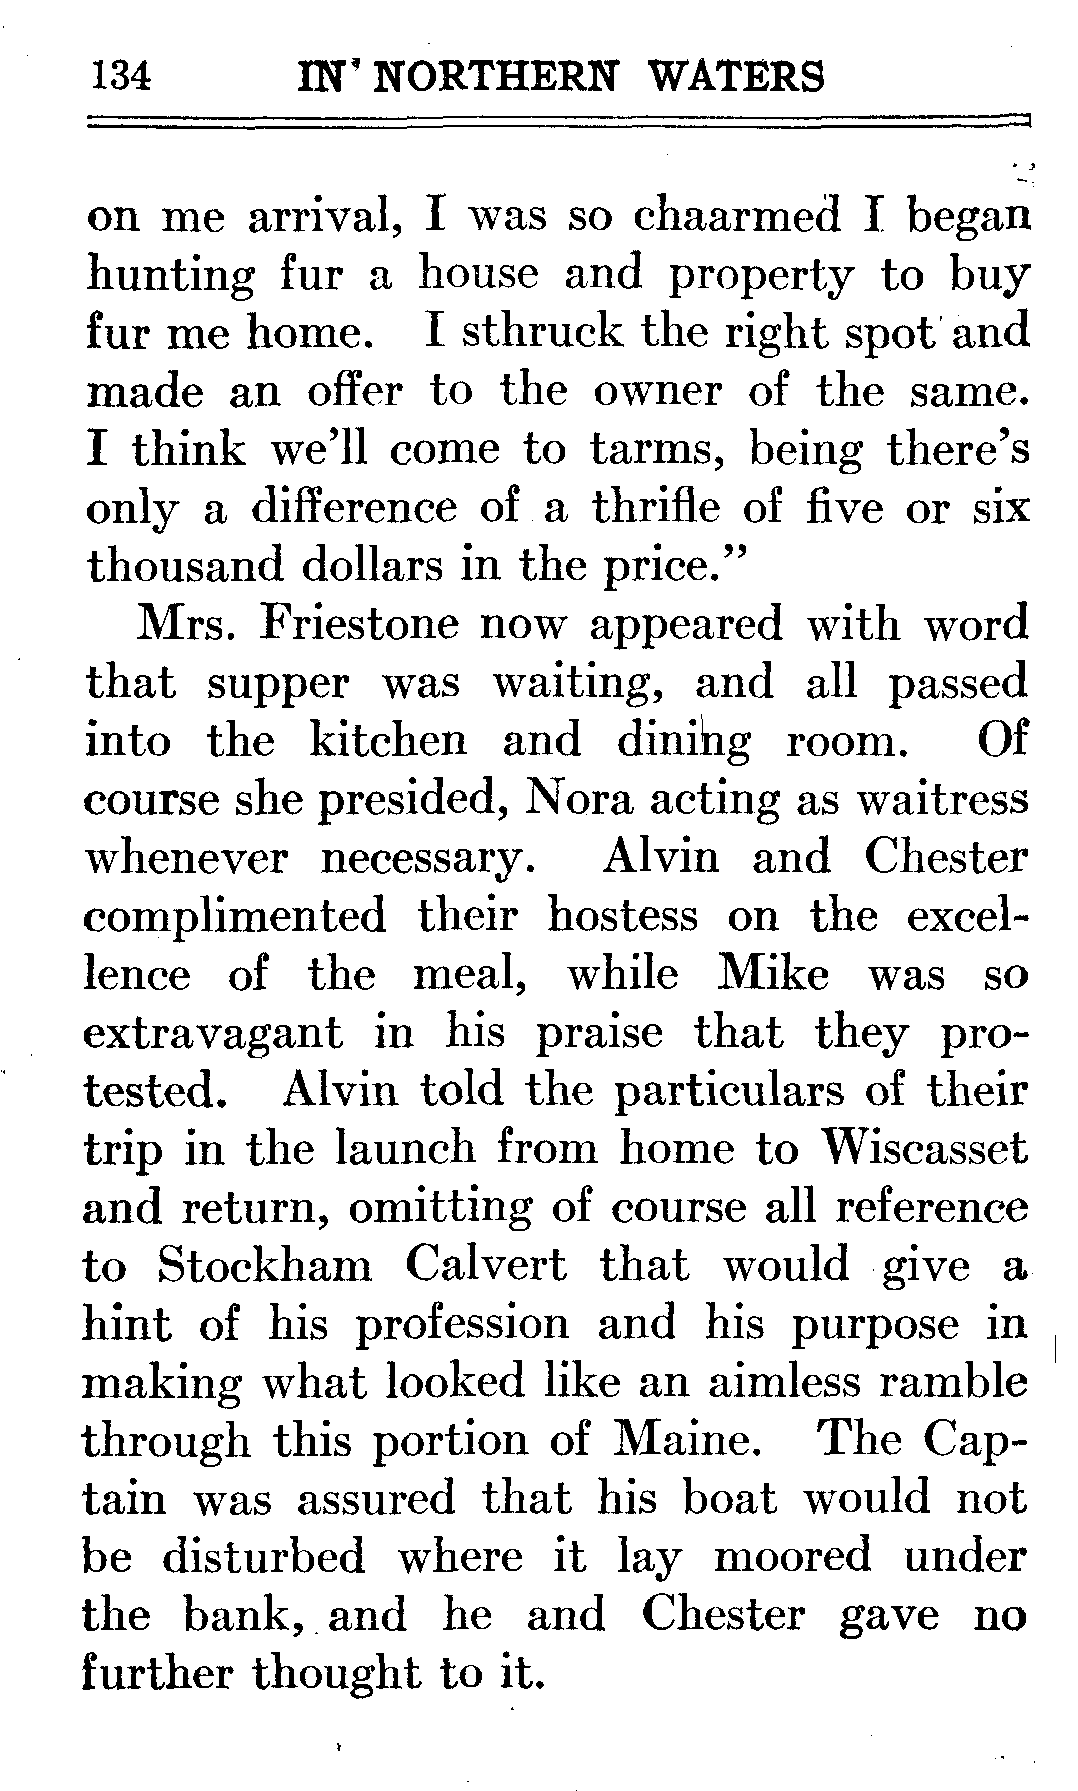 134 IN NORTHERN WATERS
on me arrival, I was so chaarmed I began
hunting fur a house and property to buy
fur me home. I sthruck the right spot and
made an offer to the owner of the same.
I think we'll come to tarms, being there's
only a difference of a thrifle of five or six
thousand dollars in the price."
Mrs. Friestone now appeared with word
that supper was waiting, and all passed
into the kitchen and dining room. Of
course she presided, Nora acting as waitress
whenever necessary. Alvin and Chester
complimented their hostess on the excel-
lence of the meal, while Mike was so
extravagant in his praise that they pro-
tested. Alvin told the particulars of their
trip in the launch from home to Wiscasset
and return, omitting of course all reference
to Stockham Calvert that would give a
hint of his profession and his purpose in
making what looked like an aimless ramble
through this portion of Maine. The Cap-
tain was assured that his boat would not
be disturbed where it lay moored under
the bank, and he and Chester gave no
further thought to it.